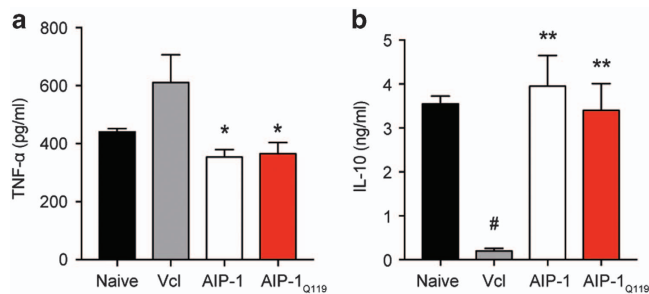 a
TNF-α (pg/ml)
800
600
400
200
0
*
*
Naive Vcl AIP-1 AIP-1Q119
b
IL-10 (ng/ml)
5
4
3
2
1
0
#
**
**
Naive Vcl AIP-1 AIP-1Q119